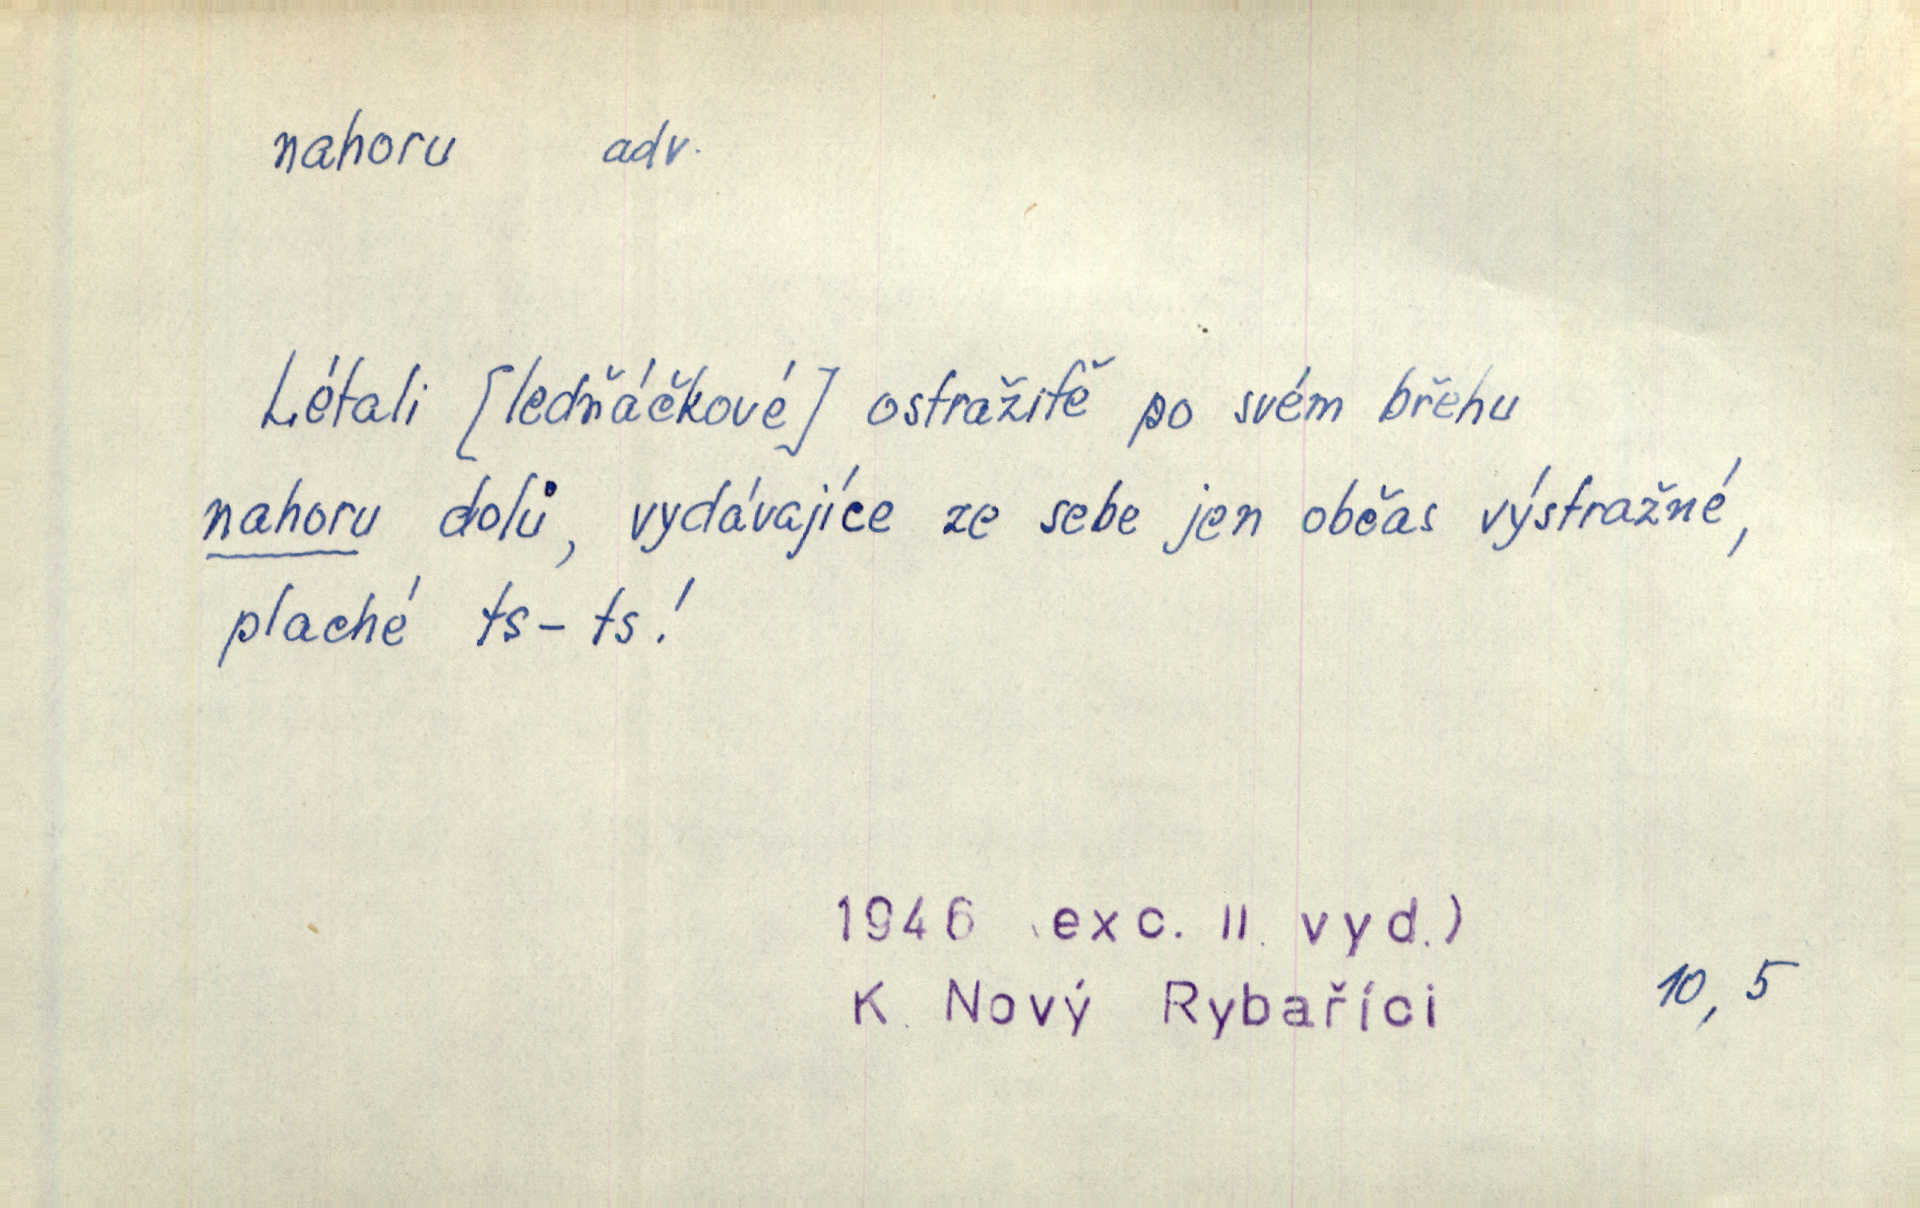 nahoru adv.
Létali [ledňáčkové] ostražitě po svém břehu
nahoru dolů, vydávajíce ze sebe jen občas výstražné,
plaché ts – ts!
1946 (exc. II. vyd.)
K. Nový Rybaříci 10, 5